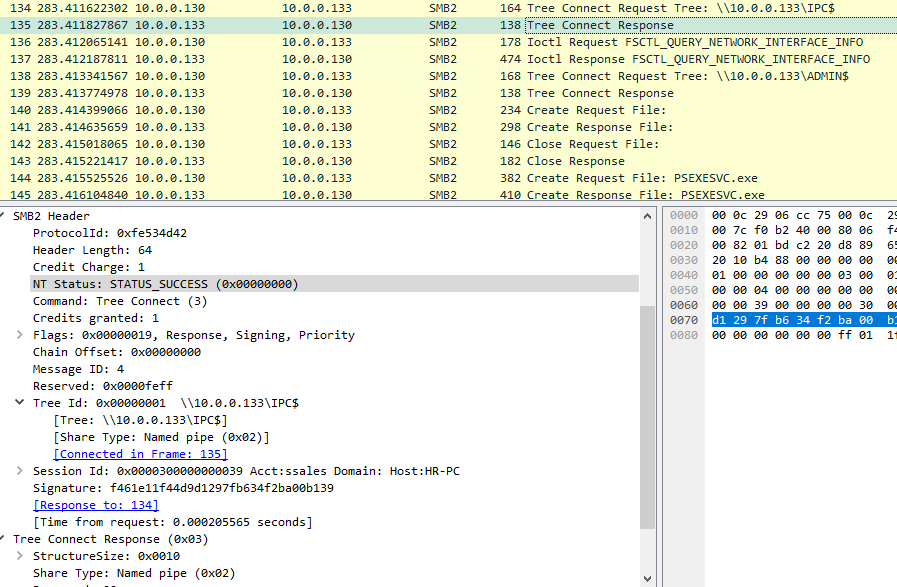 134 283.411622302 10.0.0.130 10.0.0.133 SMB2 164 Tree Connect Request Tree: \\10.0.0.133\IPC$
135 283.411827867 10.0.0.133 10.0.0.130 SMB2 138 Tree Connect Response
136 283.412065141 10.0.0.130 10.0.0.133 SMB2 178 Ioctl Request FSCTL_QUERY_NETWORK_INTERFACE_INFO
137 283.412187811 10.0.0.133 10.0.0.130 SMB2 474 Ioctl Response FSCTL_QUERY_NETWORK_INTERFACE_INFO
138 283.413341567 10.0.0.130 10.0.0.133 SMB2 168 Tree Connect Request Tree: \\10.0.0.133\ADMIN$
139 283.413774978 10.0.0.133 10.0.0.130 SMB2 138 Tree Connect Response
140 283.414399066 10.0.0.130 10.0.0.133 SMB2 234 Create Request File:
141 283.414635659 10.0.0.133 10.0.0.130 SMB2 298 Create Response File:
142 283.415018065 10.0.0.130 10.0.0.133 SMB2 146 Close Request File:
143 283.415221417 10.0.0.133 10.0.0.130 SMB2 182 Close Response
144 283.415525526 10.0.0.130 10.0.0.133 SMB2 382 Create Request File: PSEXESVC.exe
145 283.416104840 10.0.0.133 10.0.0.130 SMB2 410 Create Response File: PSEXESVC.exe
SMB2 Header
ProtocolId: 0xfe534d42
Header Length: 64
Credit Charge: 1
NT Status: STATUS_SUCCESS (0x00000000)
Command: Tree Connect (3)
Credits granted: 1
Flags: 0x00000019, Response, Signing, Priority
Chain Offset: 0x00000000
Message ID: 4
Reserved: 0x0000feff
Tree Id: 0x00000001 \\10.0.0.133\IPC$
[Tree: \\10.0.0.133\IPC$]
[Share Type: Named pipe (0x02)]
[Connected in Frame: 135]
Session Id: 0x0000300000000039 Acct:ssales Domain: Host:HR-PC
Signature: f461e11f44d9d1297fb634f2ba00b139
[Response to: 134]
[Time from request: 0.000205565 seconds]
Tree Connect Response (0x03)
StructureSize: 0x0010
Share Type: Named pipe (0x02)
0000 00 0c 29 06 cc 75 00 0c 29
0010 00 7c f0 b2 40 00 80 06 f4
0020 00 82 01 bd c2 20 d8 89 65
0030 20 10 b4 88 00 00 00 00 00
0040 01 00 00 00 00 00 03 00 01
0050 00 00 04 00 00 00 00 00 00
0060 00 00 39 00 00 00 00 30 00
0070 d1 29 7f b6 34 f2 ba 00 b1
0080 00 00 00 00 00 00 ff 01 1f